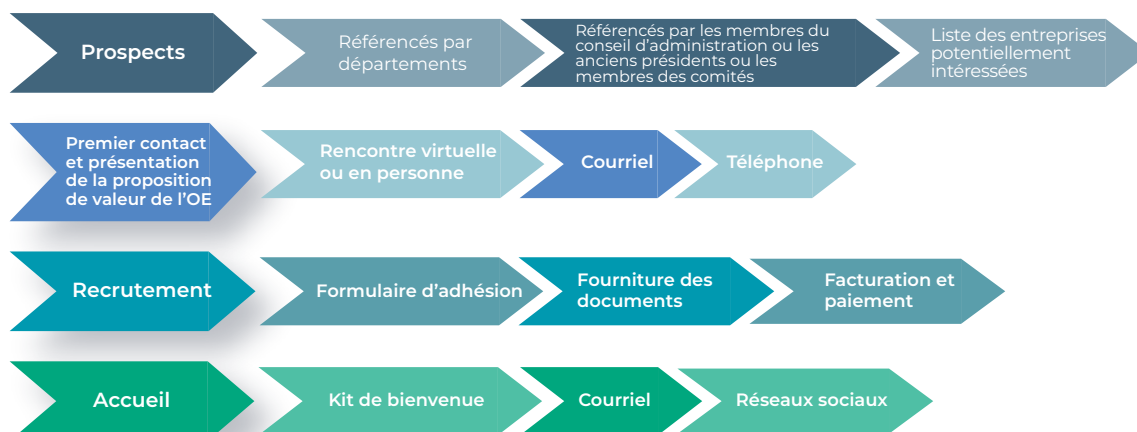 Prospects
Référencés par
départements
Référencés par les membres du
conseil d'administration ou les
anciens présidents ou les
membres des comités
Liste des entreprises
potentiellement
intéressées
Premier contact
et présentation
de la proposition
de valeur de l'OE
Rencontre virtuelle
ou en personne
Courriel
Téléphone
Recrutement
Formulaire d'adhésion
Fourniture des
documents
Facturation et
paiement
Accueil
Kit de bienvenue
Courriel
Réseaux sociaux